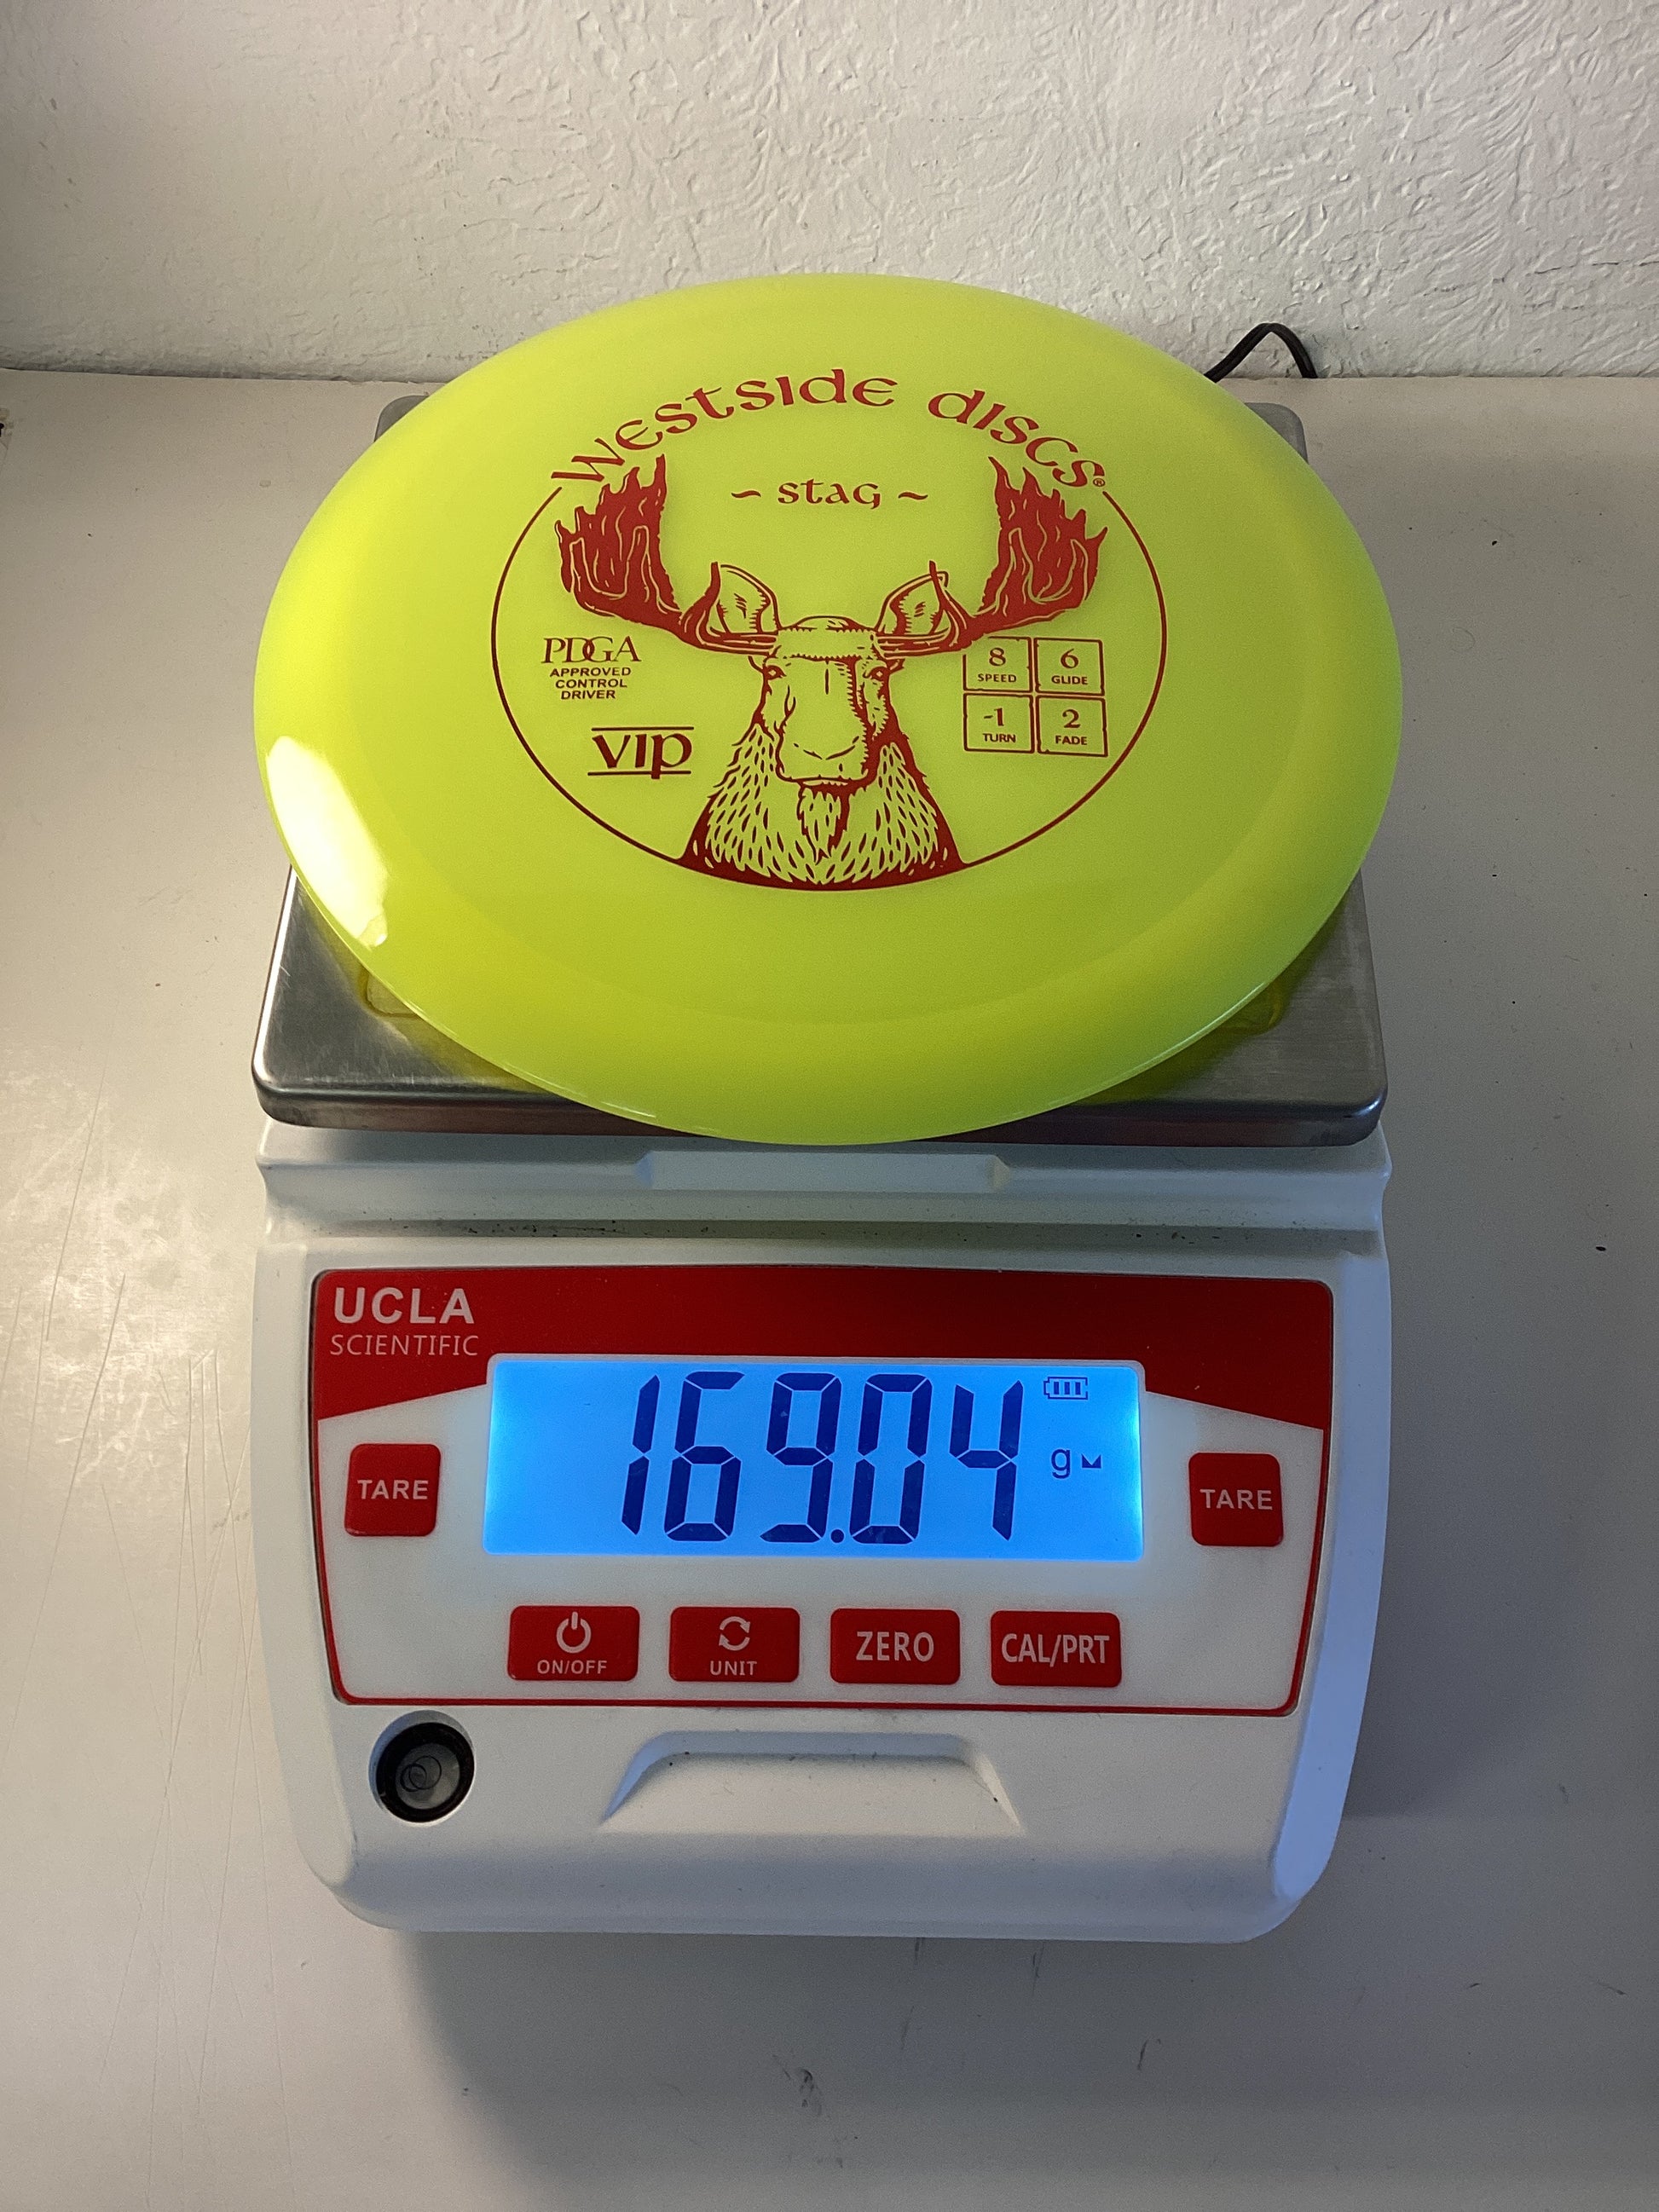 Westside discs®
~ stag ~
PDGA
APPROVED
CONTROL
DRIVER
VIP
8
SPEED
6
GLIDE
-1
TURN
2
FADE
UCLA
SCIENTIFIC
169.04 g
TARE
TARE
ON/OFF
UNIT
ZERO
CAL/PRT